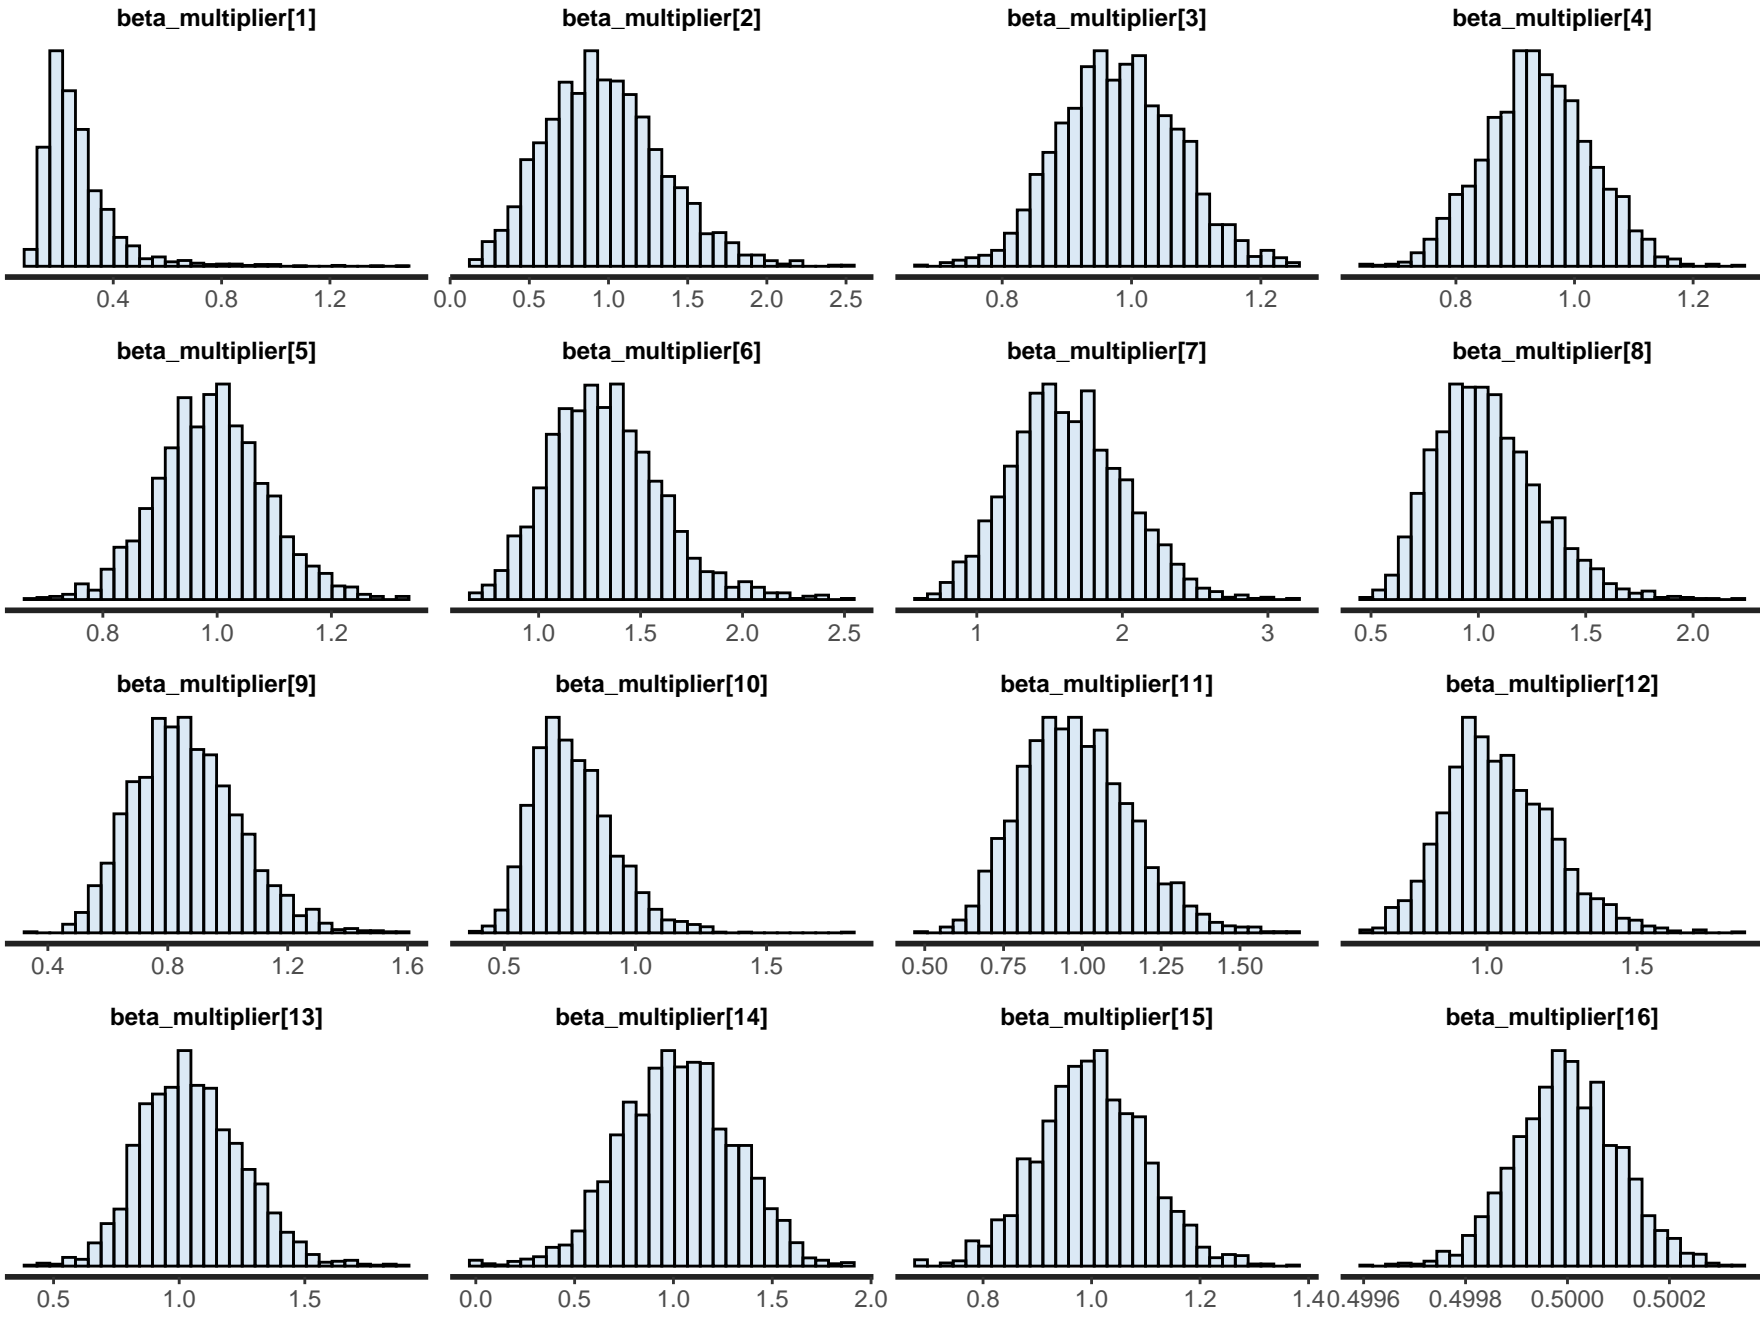 beta_multiplier[1] beta_multiplier[2] beta_multiplier[3] beta_multiplier[4]
0.4 0.8 1.2 0.0 0.5 1.0 1.5 2.0 2.5 0.8 1.0 1.2 0.8 1.0 1.2
beta_multiplier[5] beta_multiplier[6] beta_multiplier[7] beta_multiplier[8]
0.8 1.0 1.2 1.0 1.5 2.0 2.5 1 2 3 0.5 1.0 1.5 2.0
beta_multiplier[9] beta_multiplier[10] beta_multiplier[11] beta_multiplier[12]
0.4 0.8 1.2 1.6 0.5 1.0 1.5 0.50 0.75 1.00 1.25 1.50 1.0 1.5
beta_multiplier[13] beta_multiplier[14] beta_multiplier[15] beta_multiplier[16]
0.5 1.0 1.5 0.0 0.5 1.0 1.5 2.0 0.8 1.0 1.2 1.4 0.4996 0.4998 0.5000 0.5002